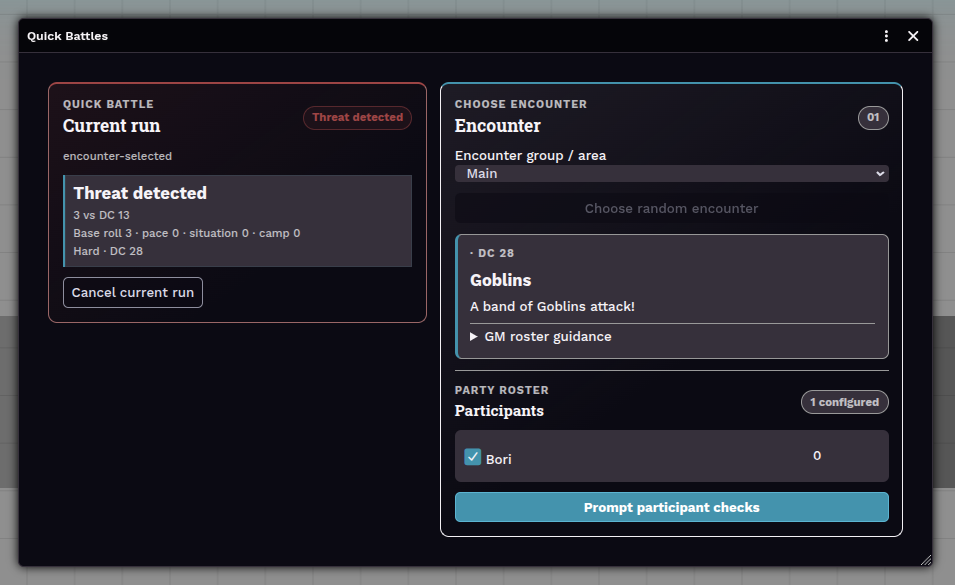 Quick Battles
QUICK BATTLE
Current run
Threat detected
encounter-selected
Threat detected
3 vs DC 13
Base roll 3 · pace 0 · situation 0 · camp 0
Hard · DC 28
Cancel current run
CHOOSE ENCOUNTER
Encounter
01
Encounter group / area
Main
Choose random encounter
· DC 28
Goblins
A band of Goblins attack!
GM roster guidance
PARTY ROSTER
Participants
1 configured
Bori
0
Prompt participant checks